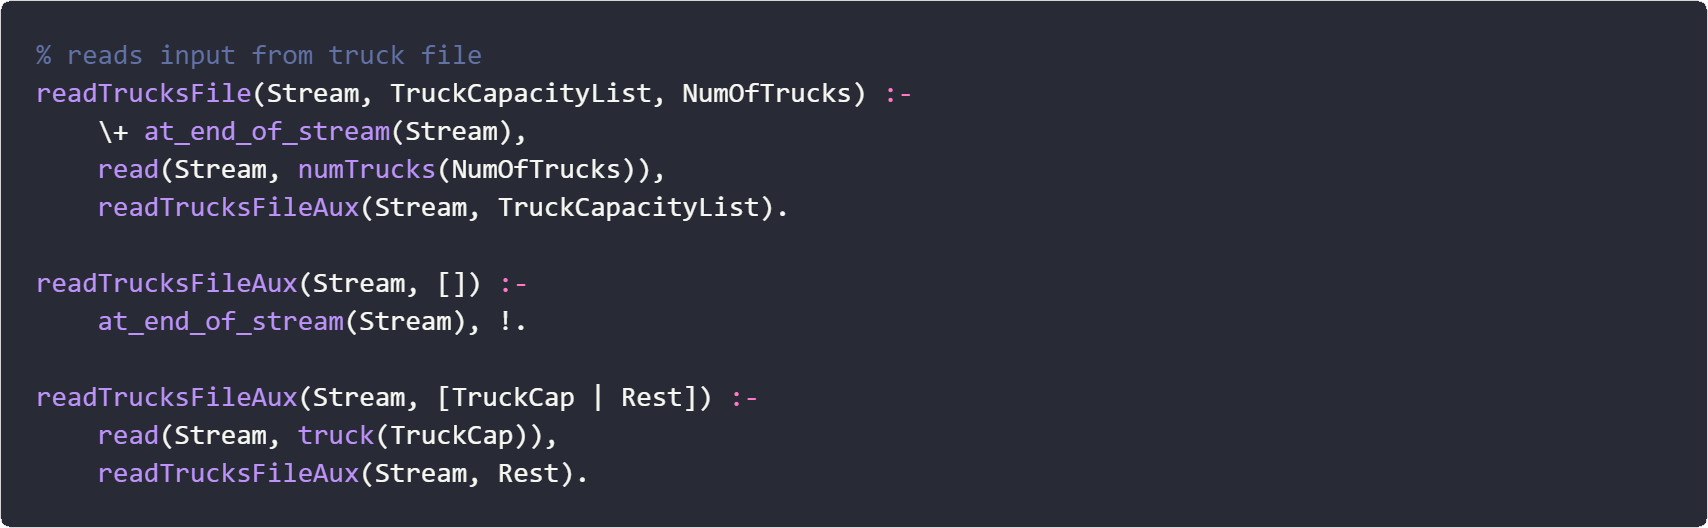 % reads input from truck file
readTrucksFile(Stream, TruckCapacityList, NumOfTrucks) :-
    \+ at_end_of_stream(Stream),
    read(Stream, numTrucks(NumOfTrucks)),
    readTrucksFileAux(Stream, TruckCapacityList).

readTrucksFileAux(Stream, []) :-
    at_end_of_stream(Stream), !.

readTrucksFileAux(Stream, [TruckCap | Rest]) :-
    read(Stream, truck(TruckCap)),
    readTrucksFileAux(Stream, Rest).